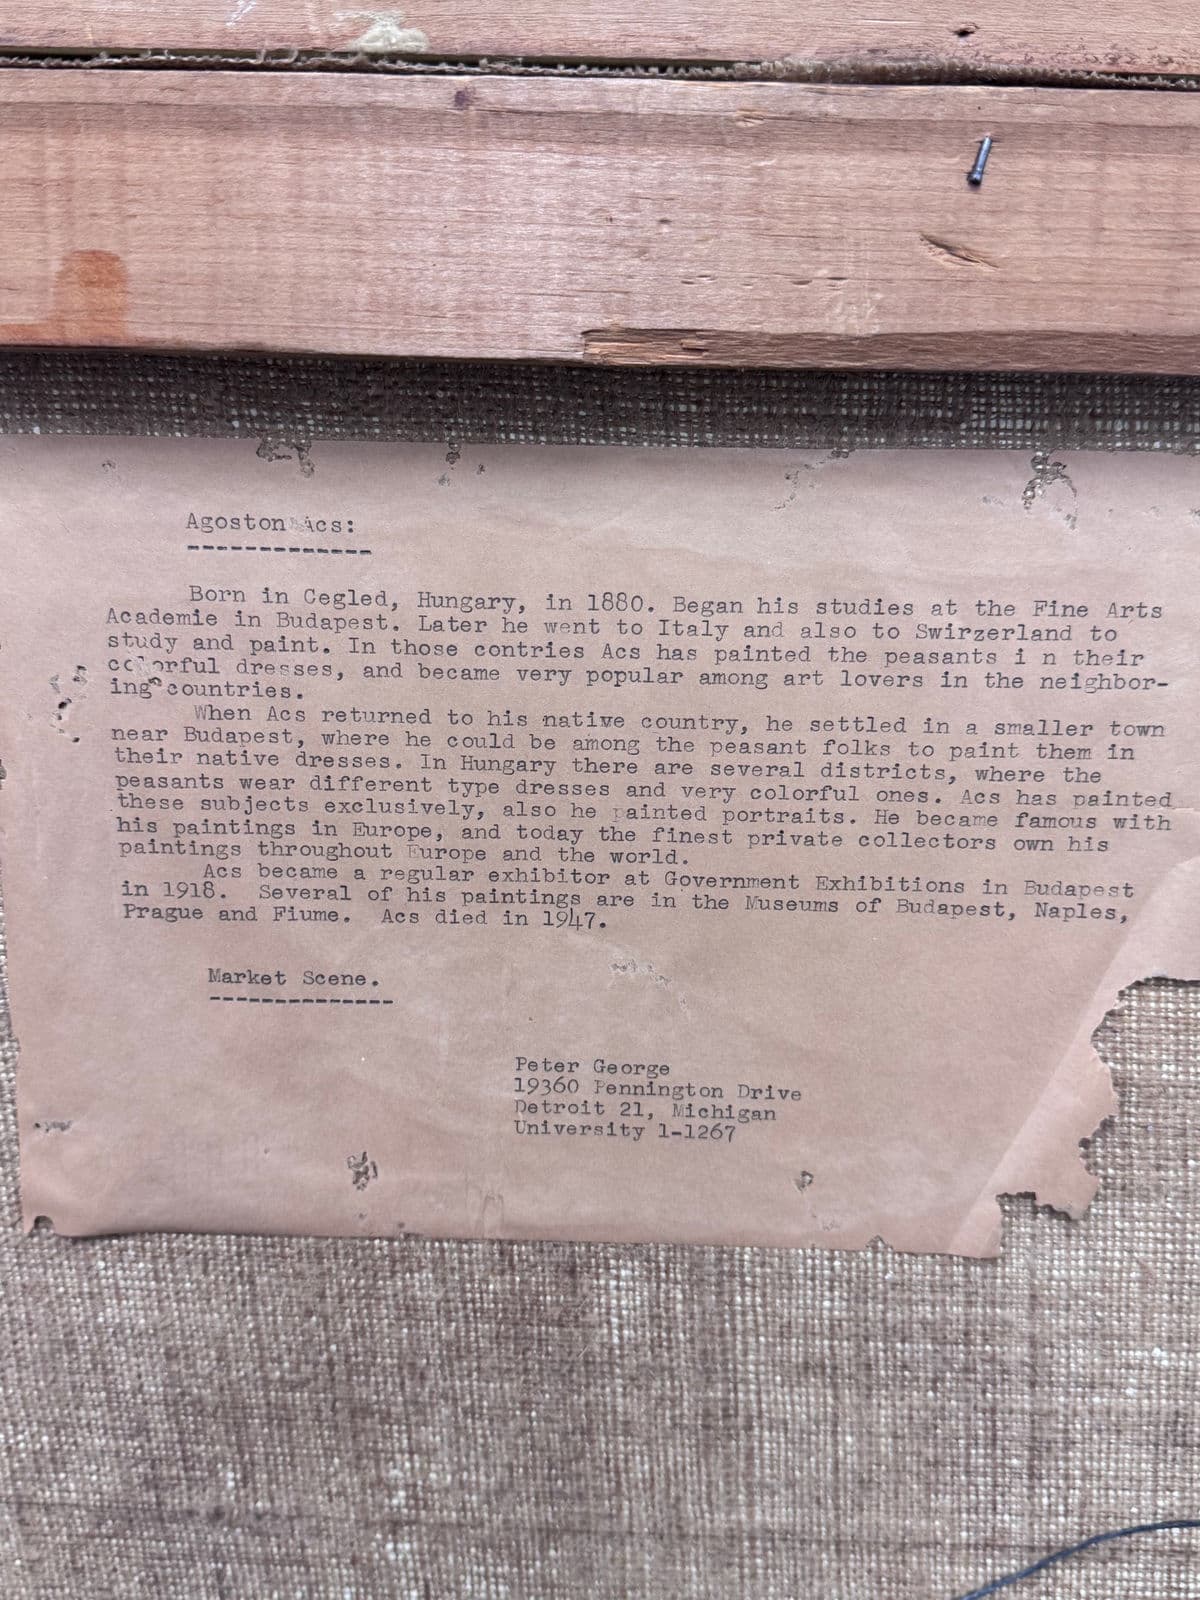 Agoston Acs:
-------------
Born in Cegled, Hungary, in 1880. Began his studies at the Fine Arts
Academie in Budapest. Later he went to Italy and also to Swirzerland to
study and paint. In those contries Acs has painted the peasants i n their
colorful dresses, and became very popular among art lovers in the neighbor-
ing countries.
When Acs returned to his native country, he settled in a smaller town
near Budapest, where he could be among the peasant folks to paint them in
their native dresses. In Hungary there are several districts, where the
peasants wear different type dresses and very colorful ones. Acs has painted
these subjects exclusively, also he painted portraits. He became famous with
his paintings in Europe, and today the finest private collectors own his
paintings throughout Europe and the world.
Acs became a regular exhibitor at Government Exhibitions in Budapest
in 1918. Several of his paintings are in the Museums of Budapest, Naples,
Prague and Fiume. Acs died in 1947.
Market Scene.
-------------
Peter George
19360 Pennington Drive
Detroit 21, Michigan
University 1-1267